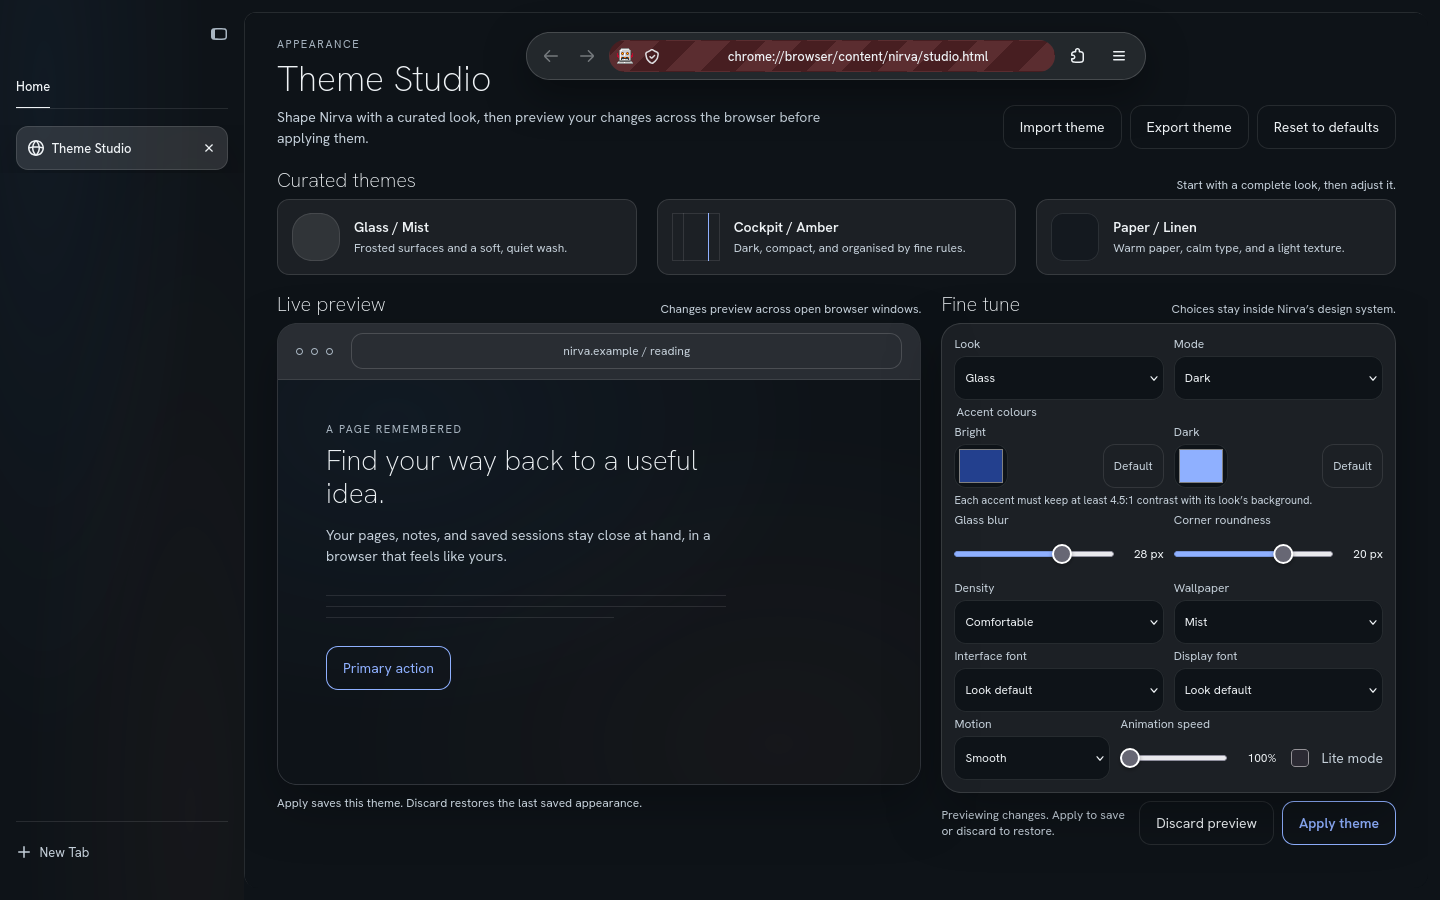 Home
Theme Studio
New Tab
chrome://browser/content/nirva/studio.html
APPEARANCE
Theme Studio
Shape Nirva with a curated look, then preview your changes across the browser before
applying them.
Import theme
Export theme
Reset to defaults
Curated themes
Start with a complete look, then adjust it.
Glass / Mist
Frosted surfaces and a soft, quiet wash.
Cockpit / Amber
Dark, compact, and organised by fine rules.
Paper / Linen
Warm paper, calm type, and a light texture.
Live preview
Changes preview across open browser windows.
nirva.example / reading
A PAGE REMEMBERED
Find your way back to a useful
idea.
Your pages, notes, and saved sessions stay close at hand, in a
browser that feels like yours.
Primary action
Apply saves this theme. Discard restores the last saved appearance.
Fine tune
Choices stay inside Nirva’s design system.
Look
Mode
Glass
Dark
Accent colours
Bright
Dark
Default
Default
Each accent must keep at least 4.5:1 contrast with its look’s background.
Glass blur
Corner roundness
28 px
20 px
Density
Wallpaper
Comfortable
Mist
Interface font
Display font
Look default
Look default
Motion
Animation speed
Smooth
100%
Lite mode
Previewing changes. Apply to save
or discard to restore.
Discard preview
Apply theme